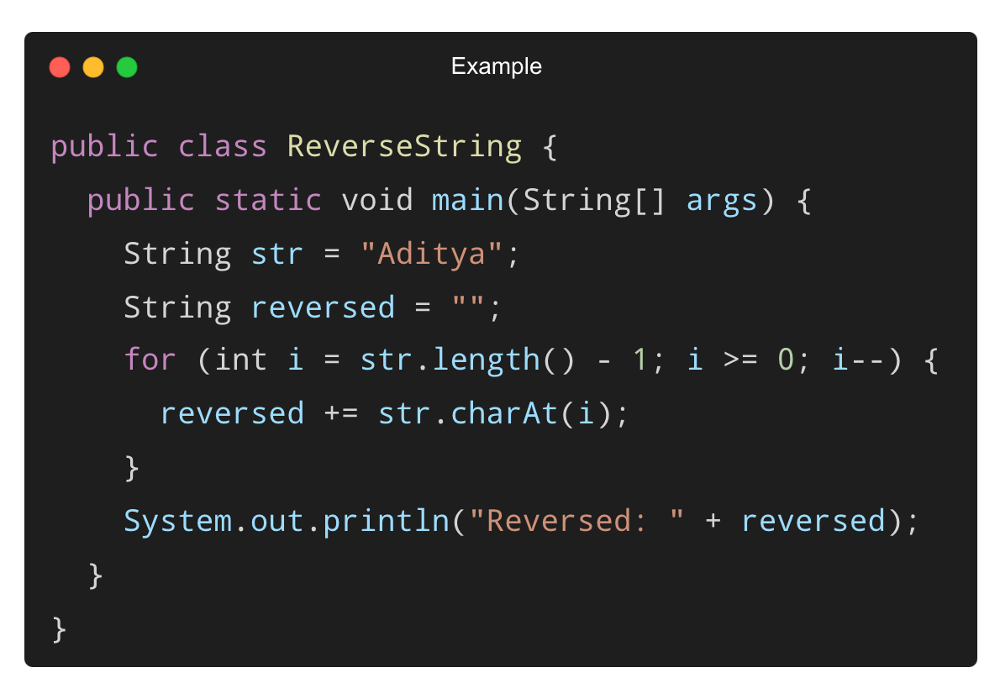 Example
public class ReverseString {
  public static void main(String[] args) {
    String str = "Aditya";
    String reversed = "";
    for (int i = str.length() - 1; i >= 0; i--) {
      reversed += str.charAt(i);
    }
    System.out.println("Reversed: " + reversed);
  }
}